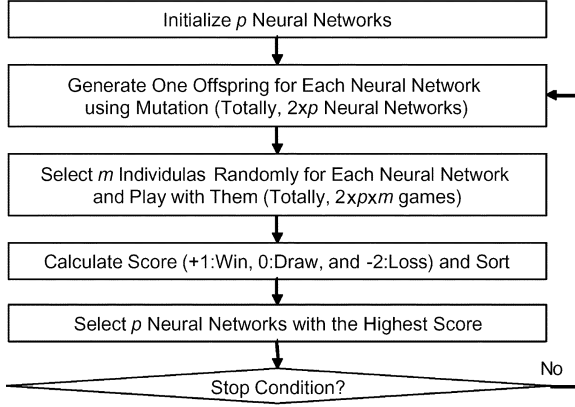 Initialize p Neural Networks
Generate One Offspring for Each Neural Network
using Mutation (Totally, 2xp Neural Networks)
Select m Individulas Randomly for Each Neural Network
and Play with Them (Totally, 2xpxm games)
Calculate Score (+1:Win, 0:Draw, and -2:Loss) and Sort
Select p Neural Networks with the Highest Score
No
Stop Condition?